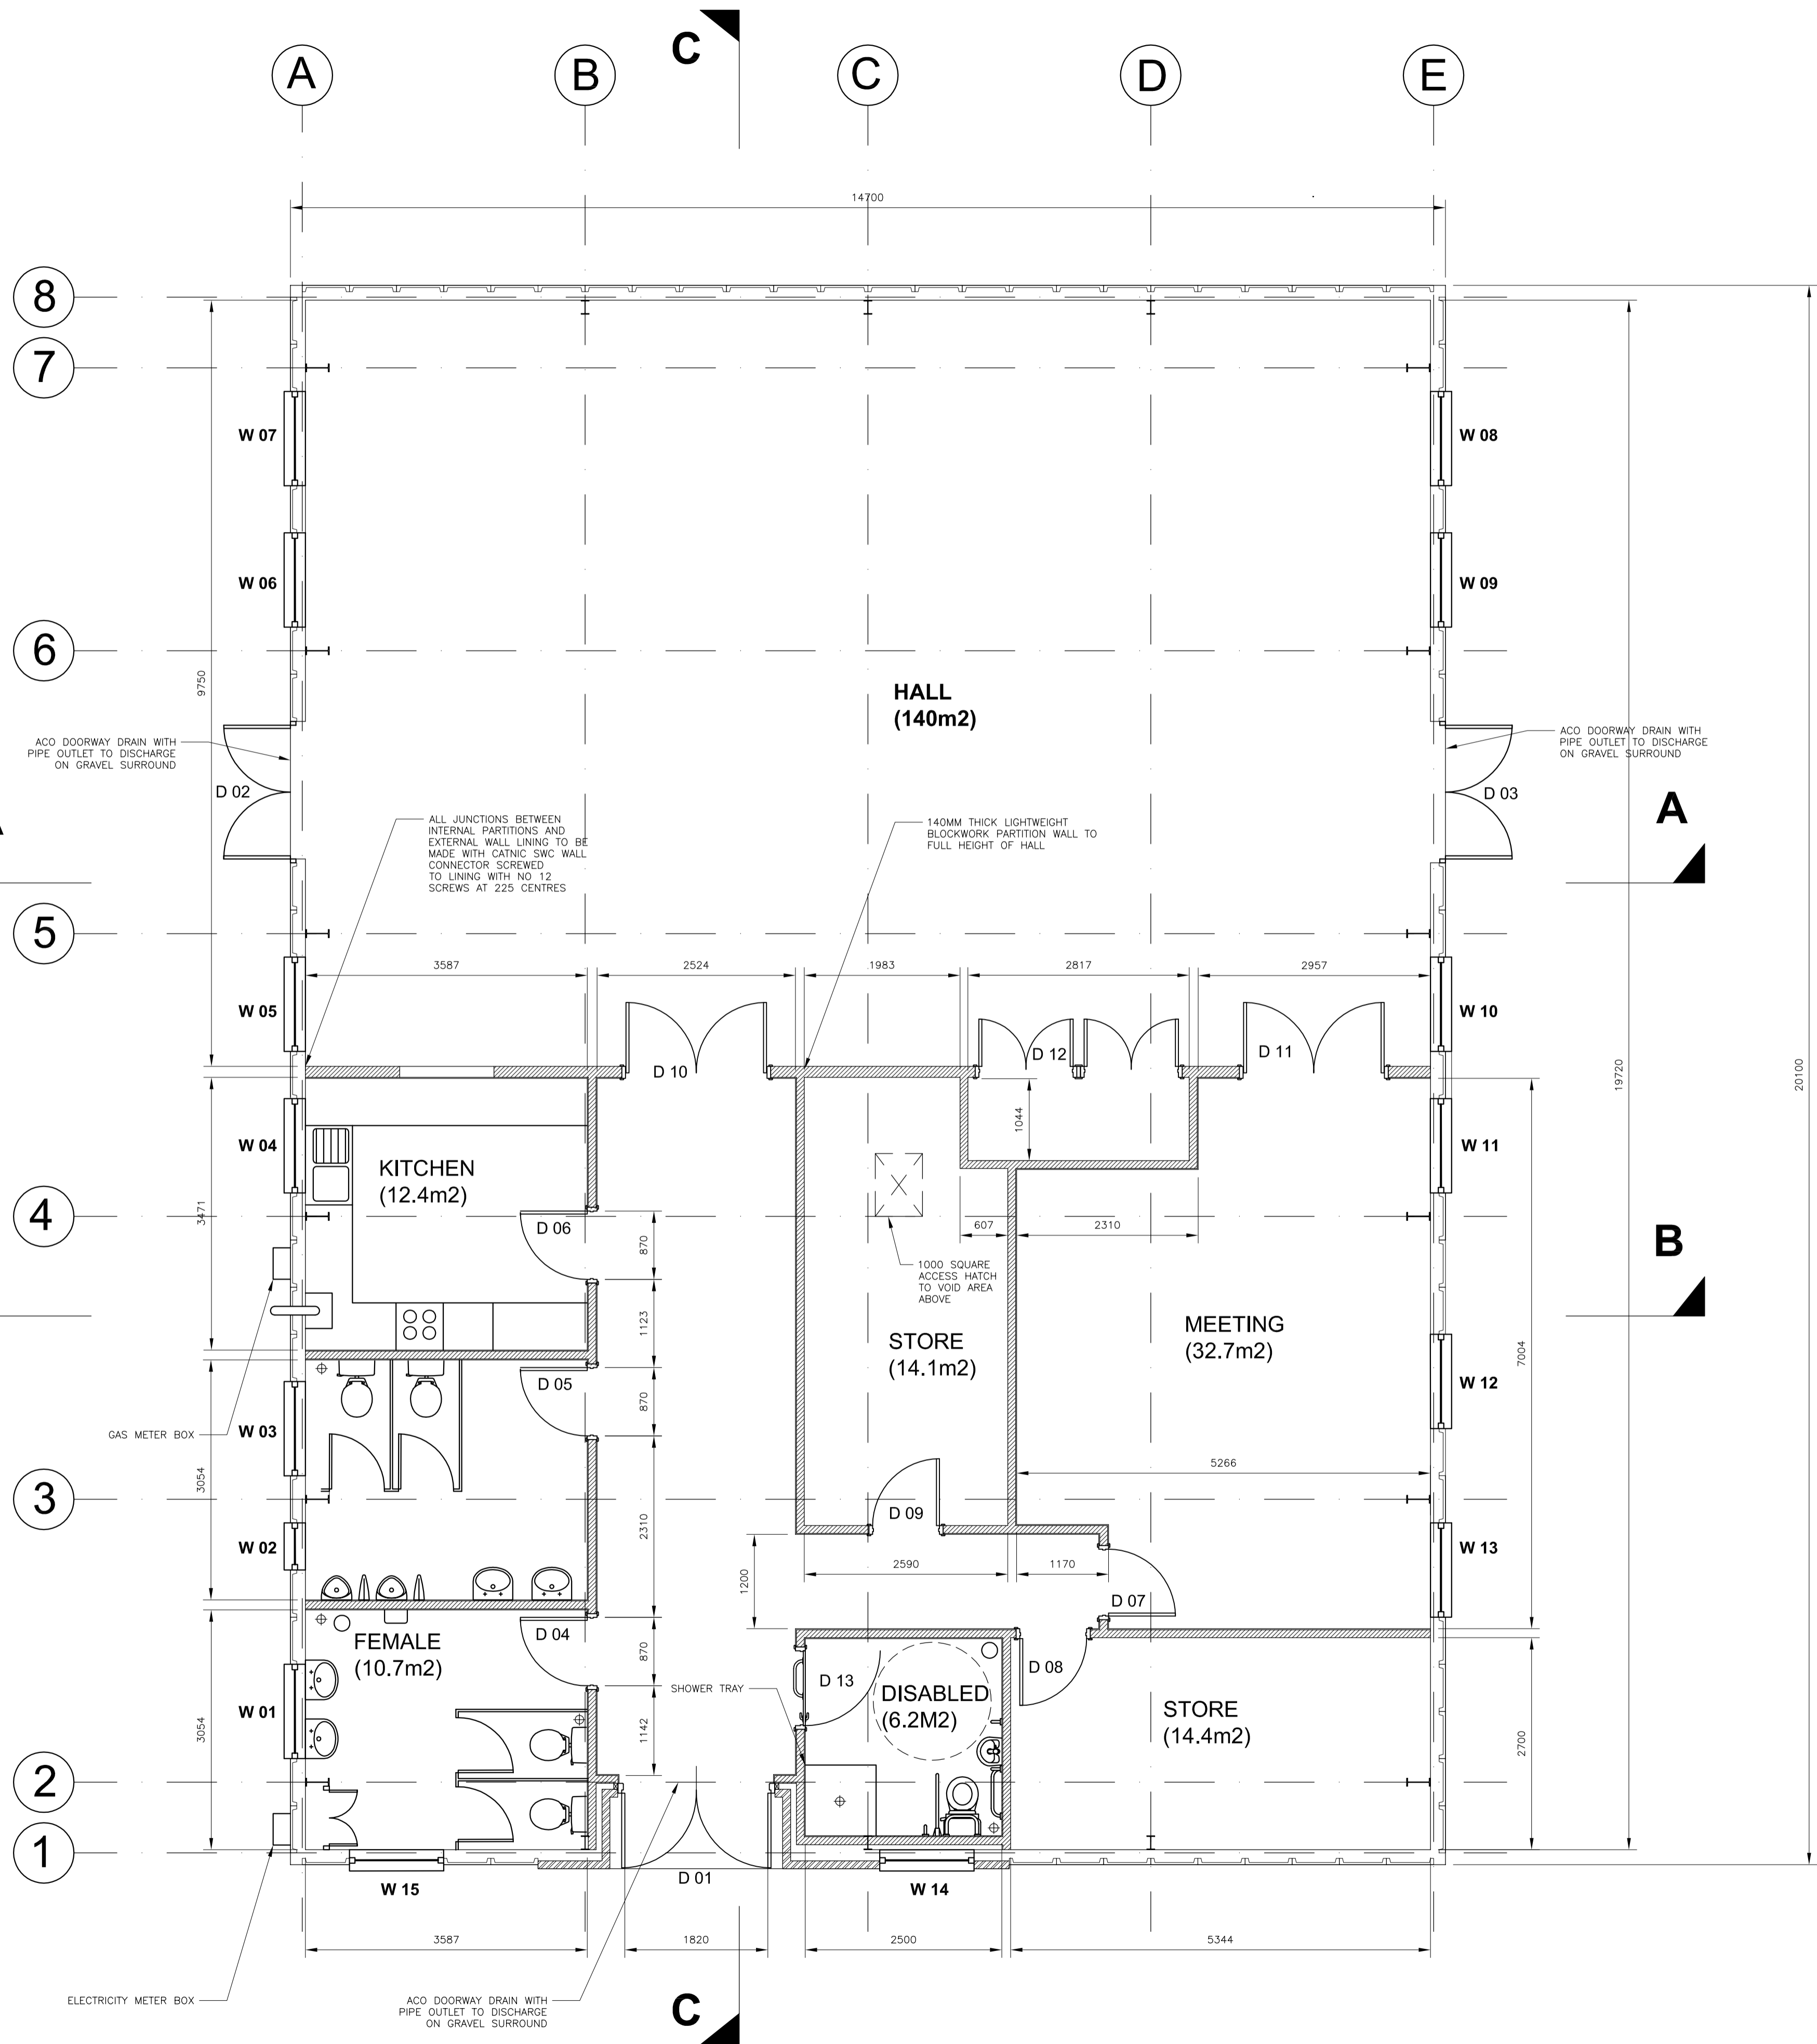 C
A
B
C
D
E
14700
8
7
W 07
W 08
W 06
W 09
6
9750
HALL
(140m2)
ACO DOORWAY DRAIN WITH
PIPE OUTLET TO DISCHARGE
ON GRAVEL SURROUND
ACO DOORWAY DRAIN WITH
PIPE OUTLET TO DISCHARGE
ON GRAVEL SURROUND
D 02
D 03
A
ALL JUNCTIONS BETWEEN
INTERNAL PARTITIONS AND
EXTERNAL WALL LINING TO BE
MADE WITH CATNIC SWC WALL
CONNECTOR SCREWED
TO LINING WITH NO 12
SCREWS AT 225 CENTRES
140MM THICK LIGHTWEIGHT
BLOCKWORK PARTITION WALL TO
FULL HEIGHT OF HALL
5
3587
2524
1983
2817
2957
W 05
W 10
D 10
D 12
D 11
19720
20100
1044
W 04
W 11
KITCHEN
(12.4m2)
3471
4
D 06
870
607
2310
B
1000 SQUARE
ACCESS HATCH
TO VOID AREA
ABOVE
1123
STORE
(14.1m2)
MEETING
(32.7m2)
7004
D 05
870
W 12
W 03
GAS METER BOX
3054
5266
3
D 09
2310
W 02
W 13
2590
1170
1200
D 07
FEMALE
(10.7m2)
D 04
870
D 13
D 08
SHOWER TRAY
DISABLED
(6.2M2)
W 01
STORE
(14.4m2)
3054
1142
2700
2
1
D 01
W 15
W 14
3587
1820
2500
5344
ELECTRICITY METER BOX
ACO DOORWAY DRAIN WITH
PIPE OUTLET TO DISCHARGE
ON GRAVEL SURROUND
C